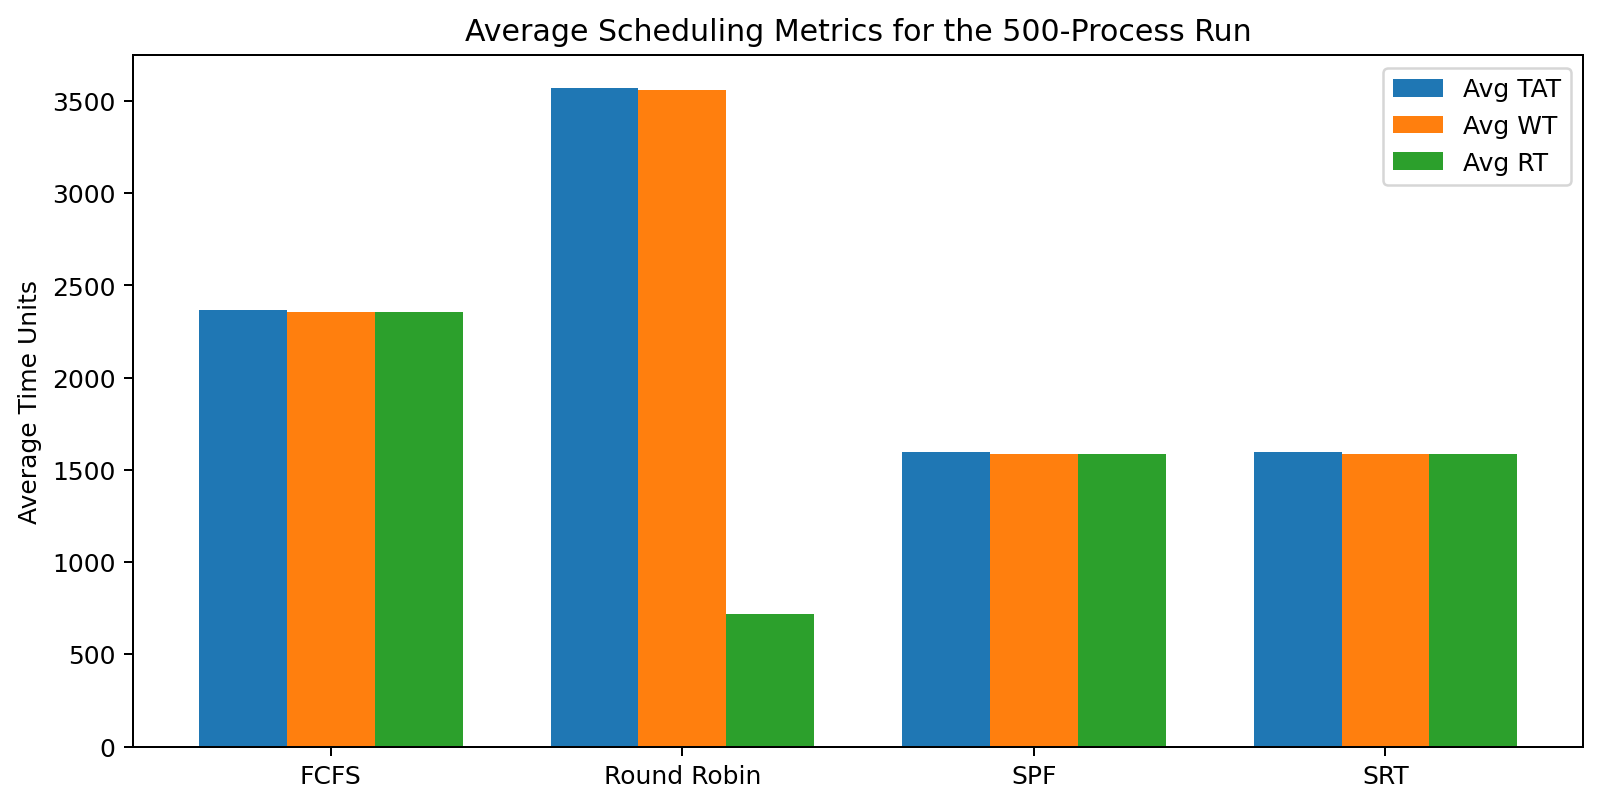 Average Scheduling Metrics for the 500-Process Run
Avg TAT
Avg WT
Avg RT
Average Time Units
3500
3000
2500
2000
1500
1000
500
0
FCFS
Round Robin
SPF
SRT